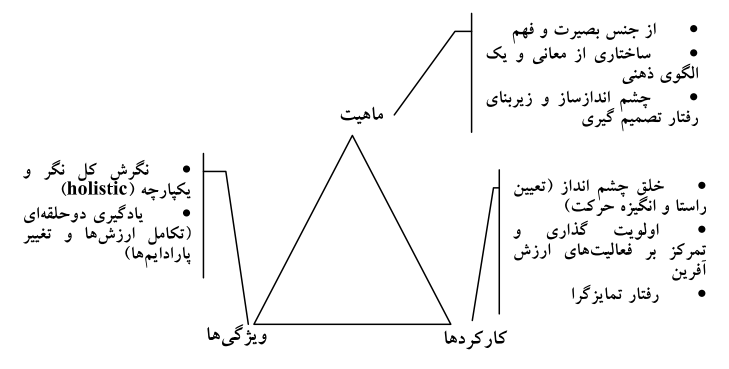 ● از جنس بصیرت و فهم
● ساختاری از معانی و یک
الگوی ذهنی
● چشم اندازساز و زیربنای
رفتار تصمیم گیری
ماهیت
● نگرش کل نگر و
یکپارچه (holistic)
● یادگیری دوحلقه‌ای
(تکامل ارزش‌ها و تغییر
پارادایم‌ها)
● خلق چشم انداز (تعیین
راستا و انگیزه حرکت)
● اولویت گذاری و
تمرکز بر فعالیت‌های ارزش
آفرین
● رفتار تمایزگرا
ویژگی‌ها
کارکردها